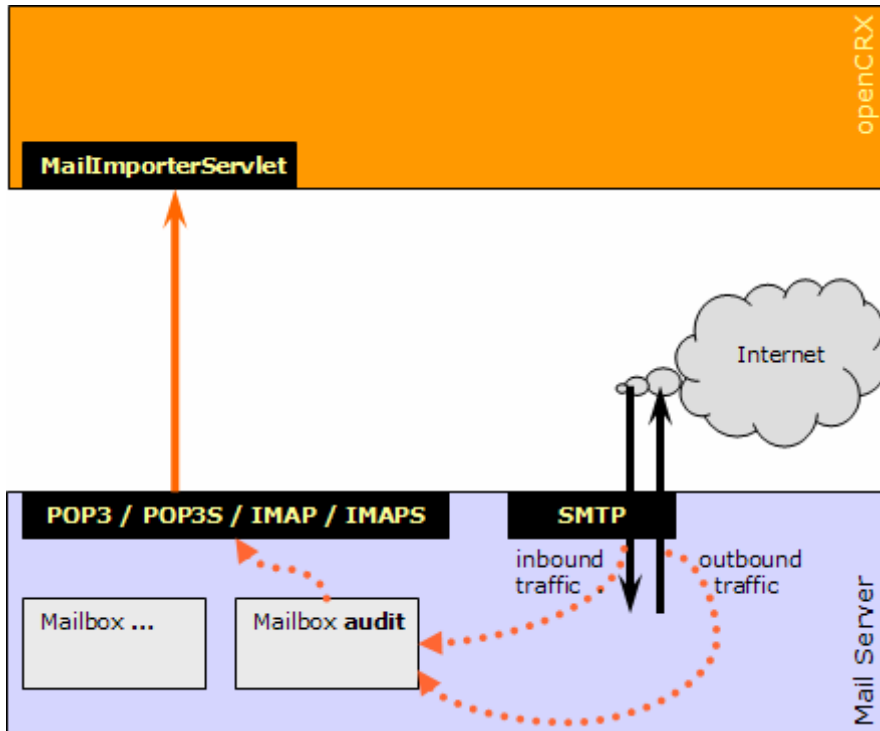 openCRX
MailImporterServlet
Internet
POP3 / POP3S / IMAP / IMAPS
SMTP
inbound
traffic
outbound
traffic
Mailbox ...
Mailbox audit
Mail Server